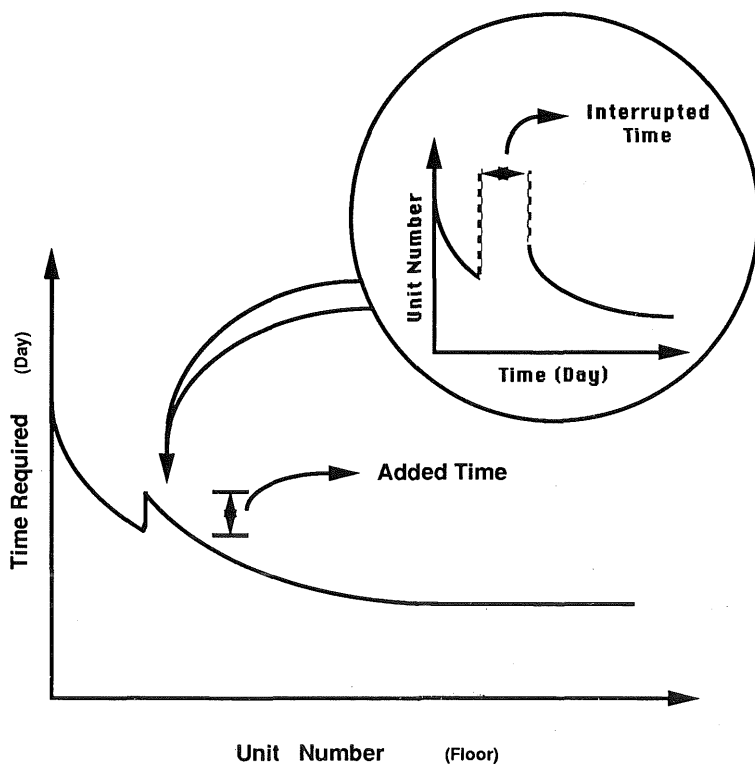 Interrupted
Time
Unit Number
Time (Day)
Time Required (Day)
Added Time
Unit Number (Floor)